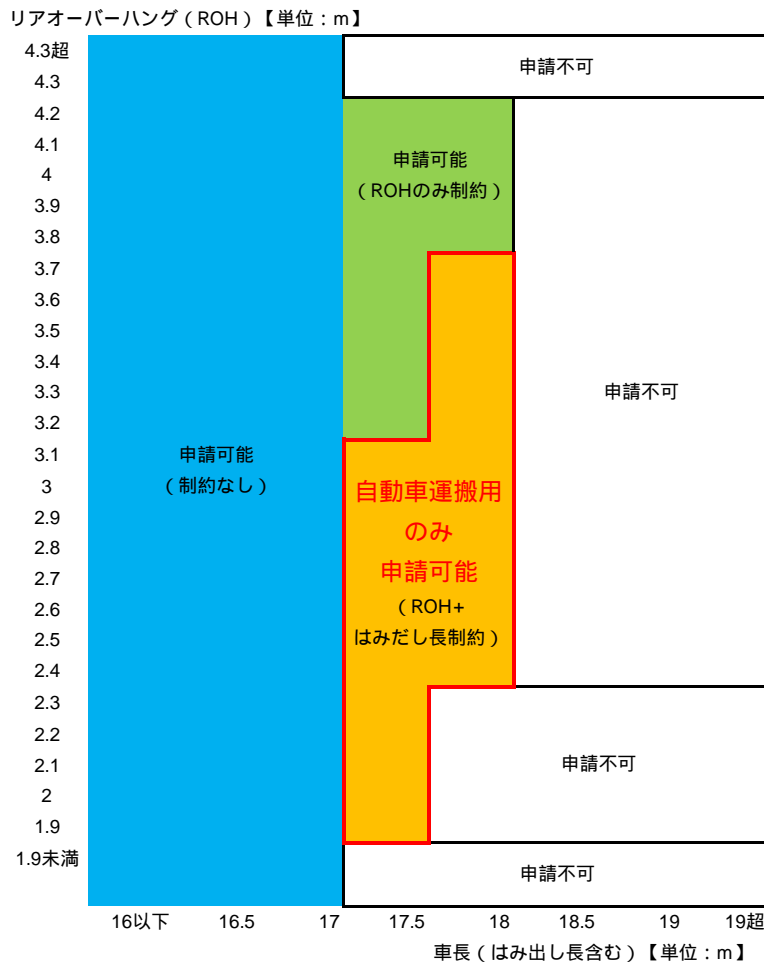 リアオーバーハング（ROH）【単位：m】
4.3超
4.3
4.2
4.1
4
3.9
3.8
3.7
3.6
3.5
3.4
3.3
3.2
3.1
3
2.9
2.8
2.7
2.6
2.5
2.4
2.3
2.2
2.1
2
1.9
1.9未満
申請不可
申請可能
（ROHのみ制約）
申請不可
申請可能
（制約なし）
自動車運搬用
のみ
申請可能
（ROH+
はみだし長制約）
申請不可
申請不可
16以下 16.5 17 17.5 18 18.5 19 19超
車長（はみ出し長含む）【単位：m】